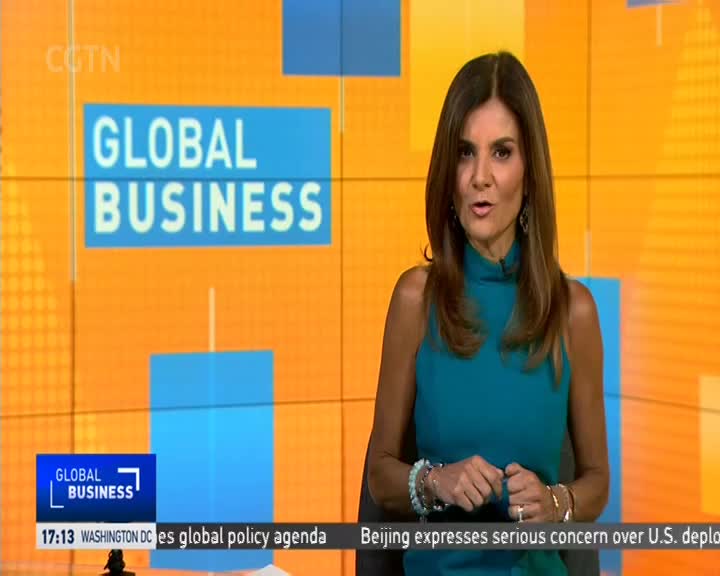 CGTN
GLOBAL
BUSINESS
GLOBAL
BUSINESS
17:13 WASHINGTON DC es global policy agenda Beijing expresses serious concern over U.S. deplo